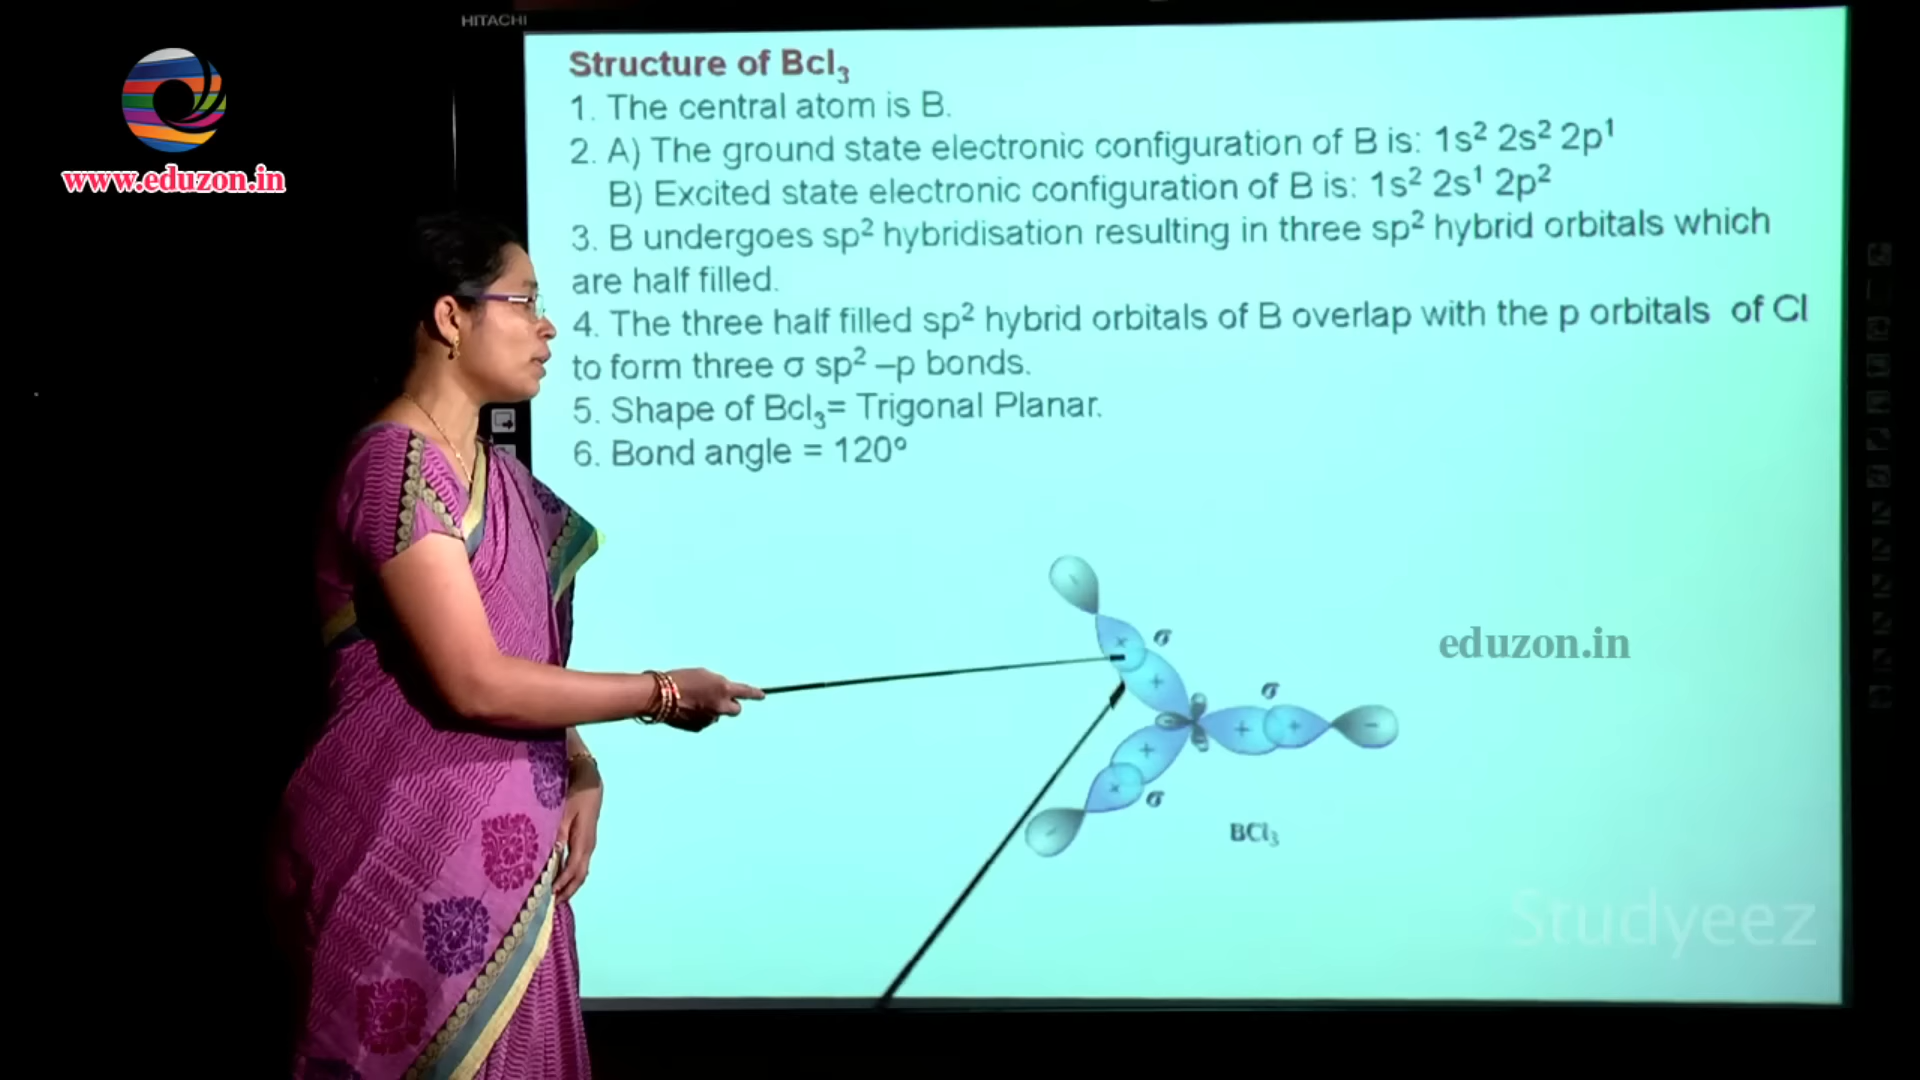 HITACHI
www.eduzon.in
Structure of Bcl₃
1. The central atom is B.
2. A) The ground state electronic configuration of B is: 1s² 2s² 2p¹
B) Excited state electronic configuration of B is: 1s² 2s¹ 2p²
3. B undergoes sp² hybridisation resulting in three sp² hybrid orbitals which
are half filled.
4. The three half filled sp² hybrid orbitals of B overlap with the p orbitals of Cl
to form three σ sp² –p bonds.
5. Shape of Bcl₃= Trigonal Planar.
6. Bond angle = 120º
-
+
σ
+
σ
+
+
-
+
+
σ
-
BCl₃
eduzon.in
Studyeez